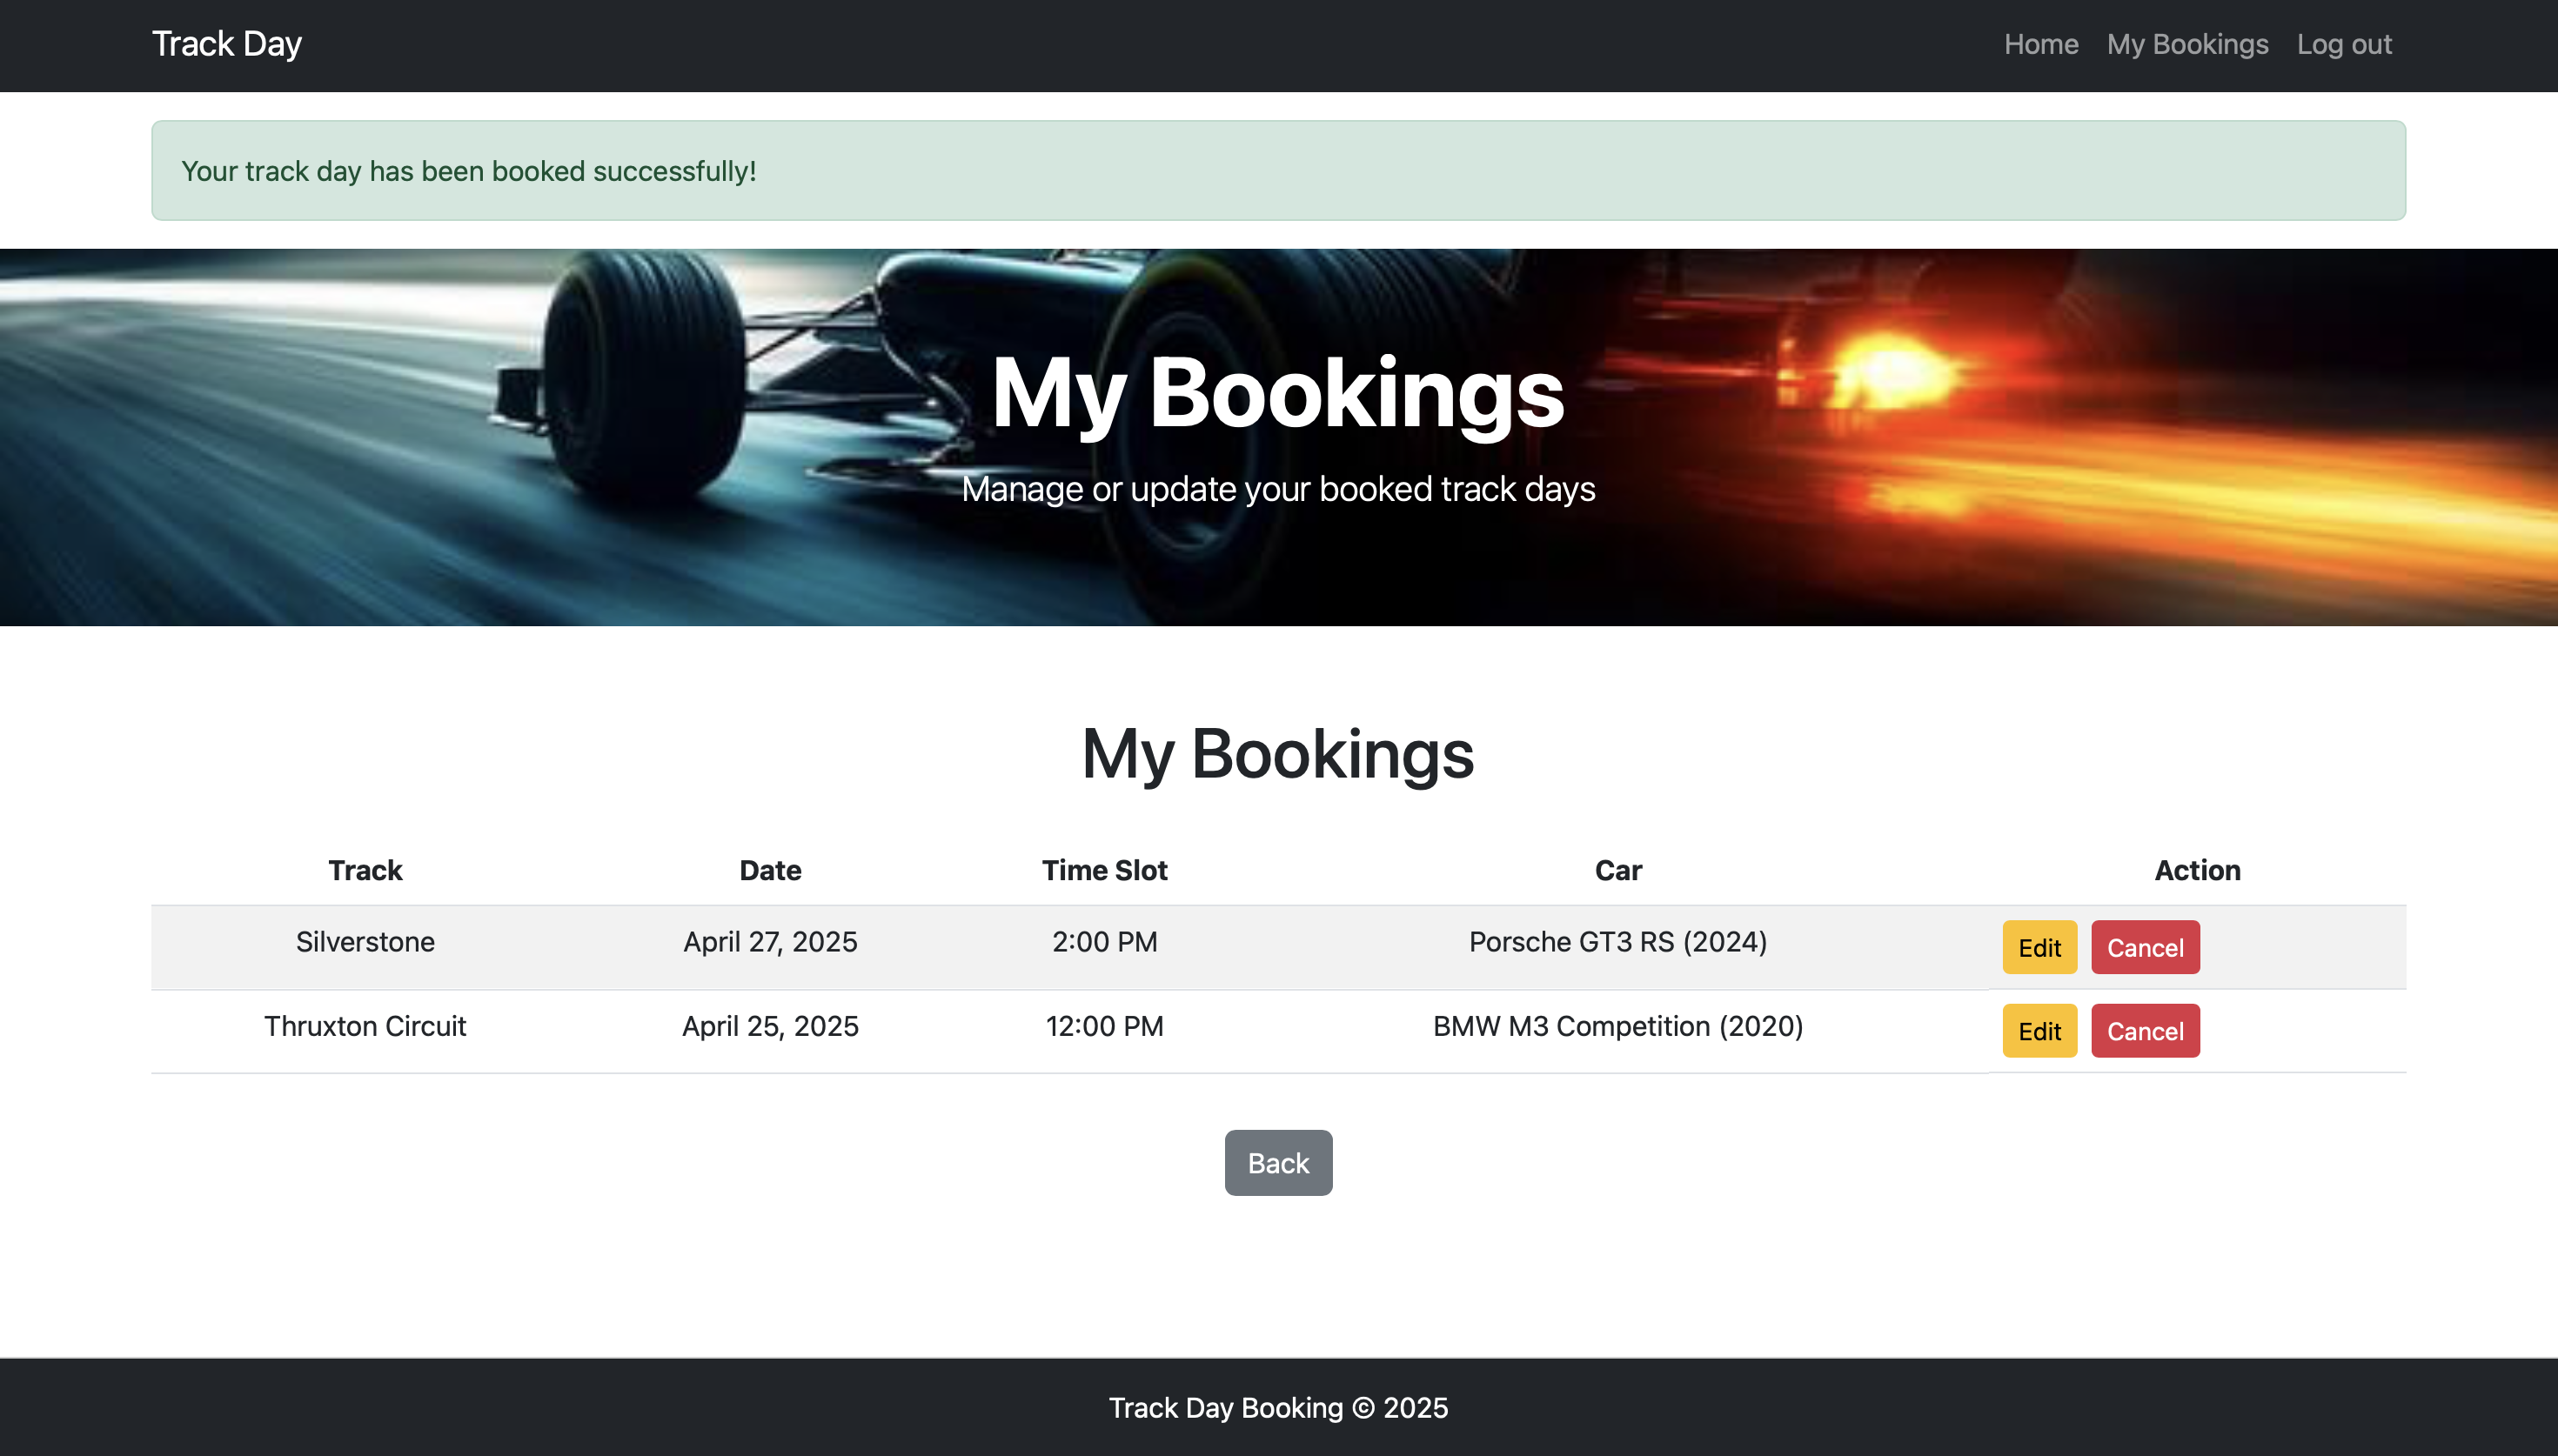 Track Day Home My Bookings Log out
Your track day has been booked successfully!
My Bookings
Manage or update your booked track days
My Bookings
Track Date Time Slot Car Action
Silverstone April 27, 2025 2:00 PM Porsche GT3 RS (2024) Edit Cancel
Thruxton Circuit April 25, 2025 12:00 PM BMW M3 Competition (2020) Edit Cancel
Back
Track Day Booking © 2025